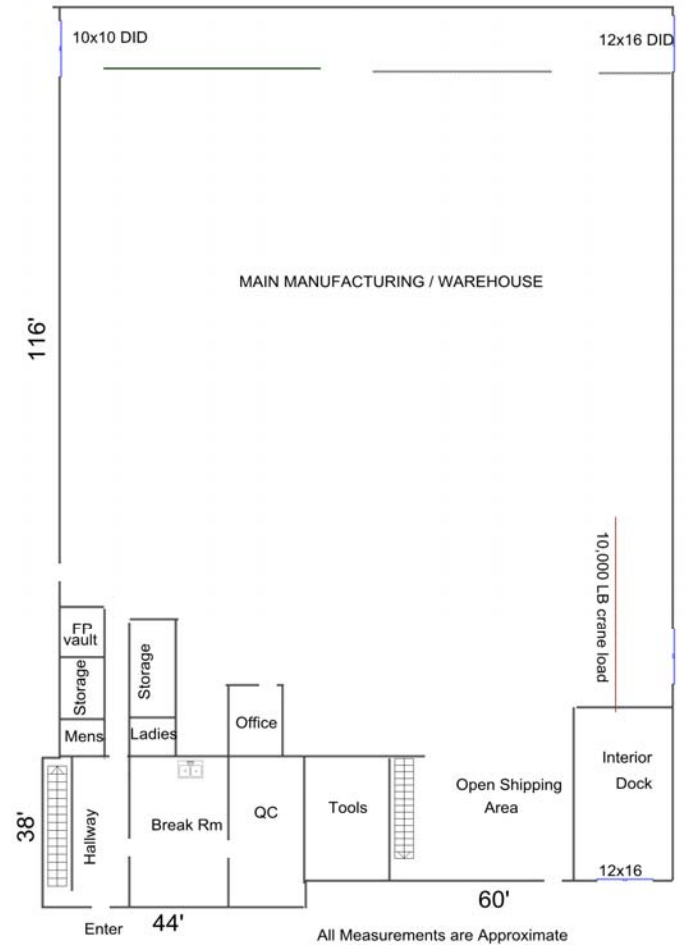 10x10 DID
12x16 DID
MAIN MANUFACTURING / WAREHOUSE
116'
10,000 LB crane load
FP
vault
Storage
Storage
Mens
Ladies
Office
Interior
Dock
Open Shipping
Area
Tools
QC
Break Rm
Hallway
38'
12x16
60'
44'
Enter
All Measurements are Approximate